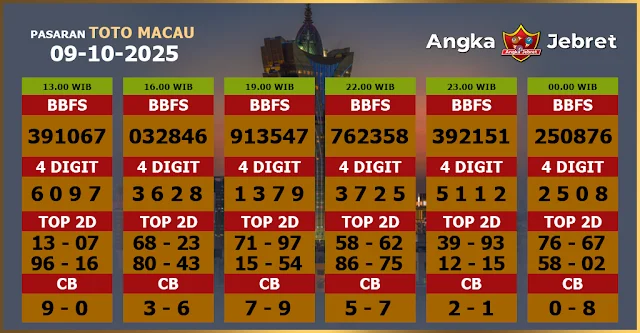 PASARAN TOTO MACAU
09-10-2025
Angka Jebret
Angka Jebret
13.00 WIB 16.00 WIB 19.00 WIB 22.00 WIB 23.00 WIB 00.00 WIB
BBFS BBFS BBFS BBFS BBFS BBFS
391067 032846 913547 762358 392151 250876
4 DIGIT 4 DIGIT 4 DIGIT 4 DIGIT 4 DIGIT 4 DIGIT
6 0 9 7 3 6 2 8 1 3 7 9 3 7 2 5 5 1 1 2 2 5 0 8
TOP 2D TOP 2D TOP 2D TOP 2D TOP 2D TOP 2D
13 - 07 68 - 23 71 - 97 58 - 62 39 - 93 76 - 67
96 - 16 80 - 43 15 - 54 86 - 75 12 - 15 58 - 02
CB CB CB CB CB CB
9 - 0 3 - 6 7 - 9 5 - 7 2 - 1 0 - 8